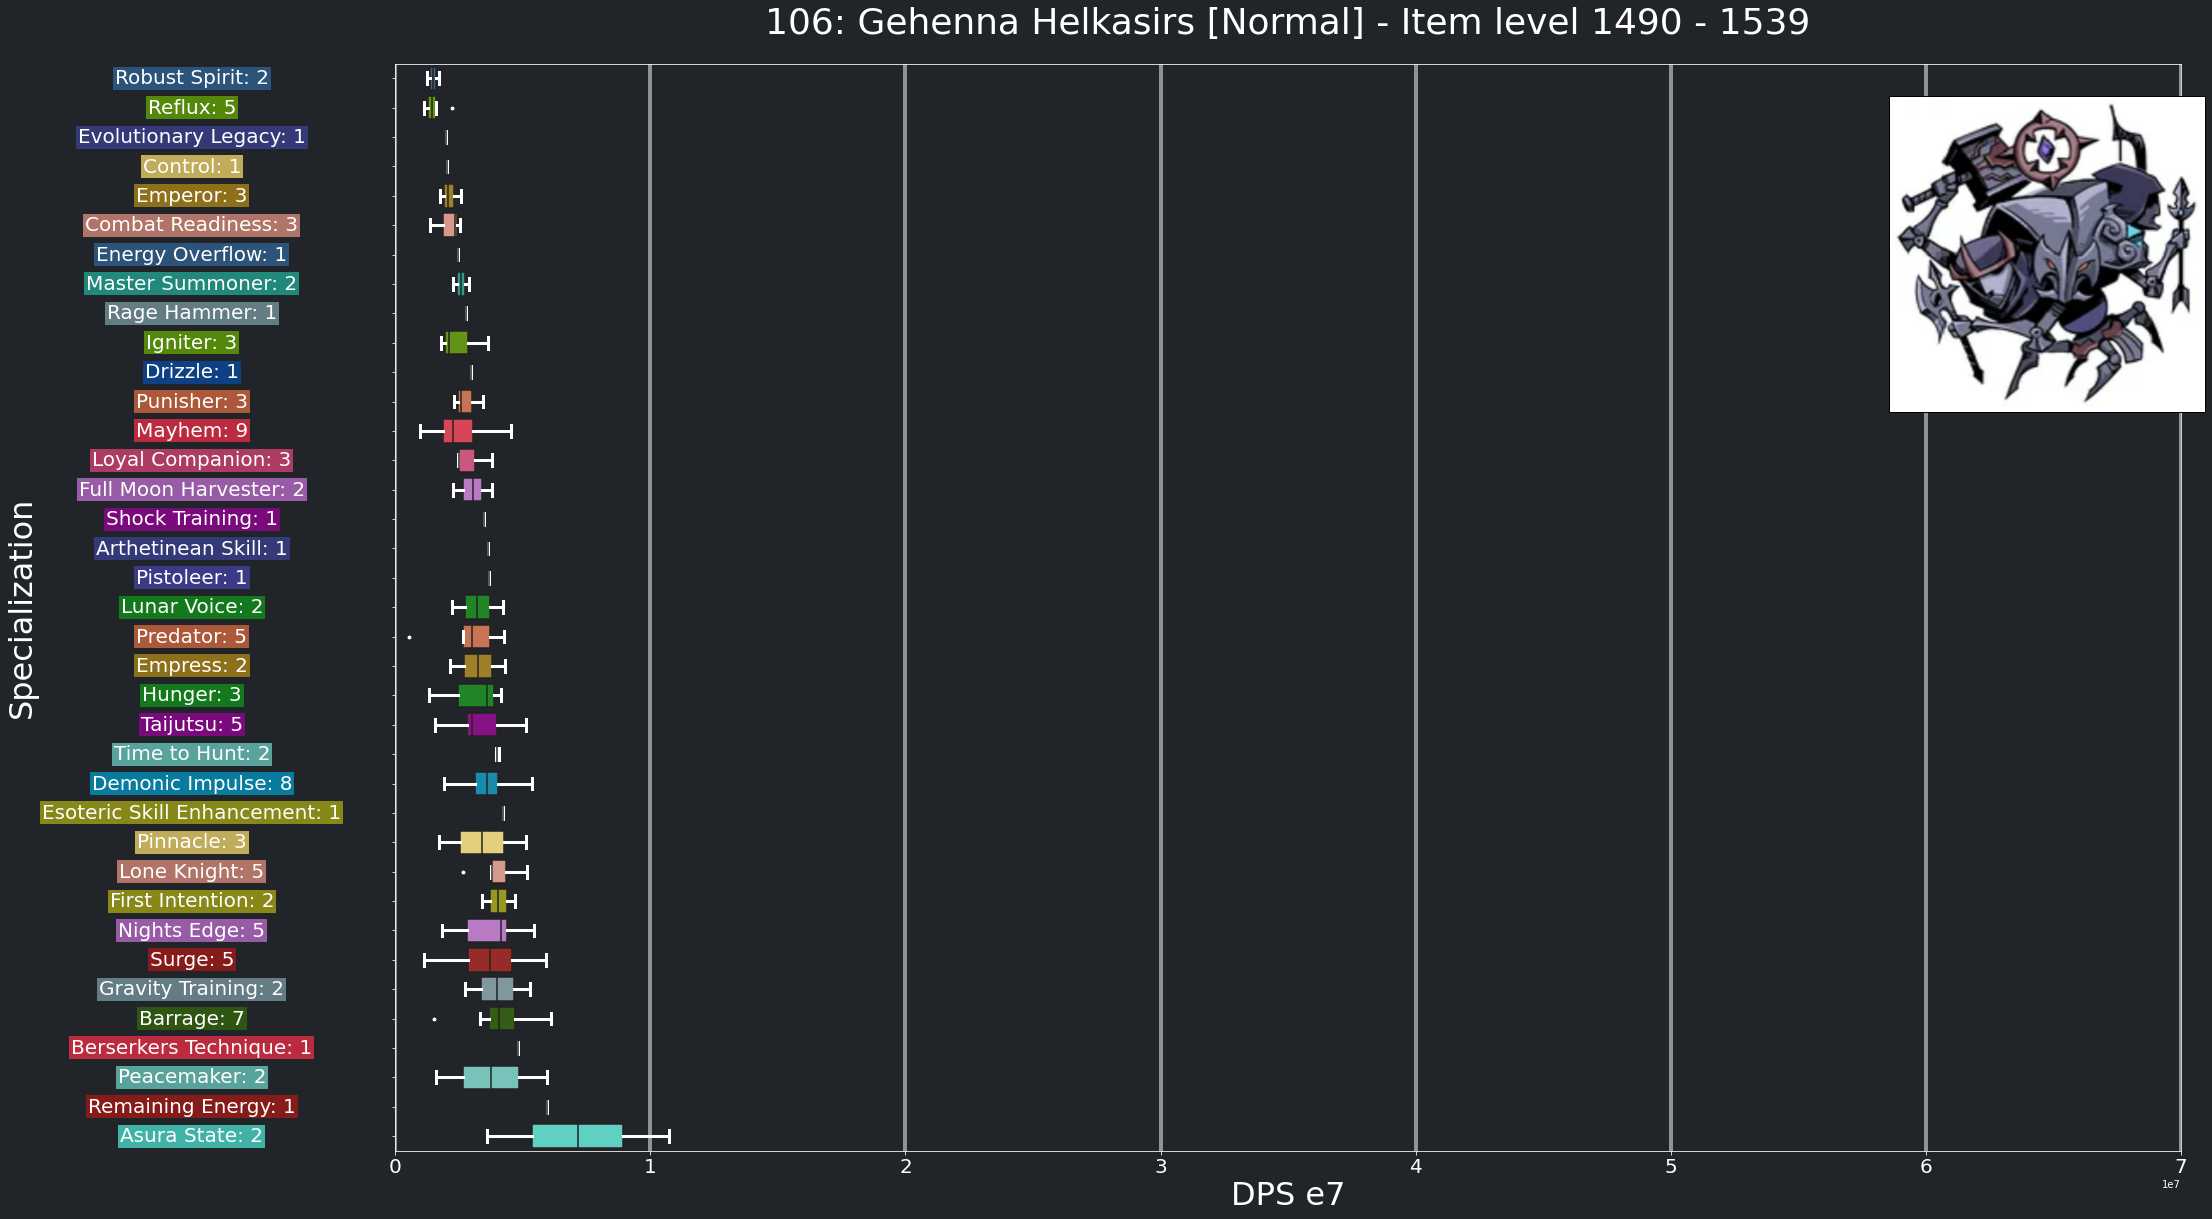 106: Gehenna Helkasirs [Normal] - Item level 1490 - 1539
Robust Spirit: 2
Reflux: 5
Evolutionary Legacy: 1
Control: 1
Emperor: 3
Combat Readiness: 3
Energy Overflow: 1
Master Summoner: 2
Rage Hammer: 1
Igniter: 3
Drizzle: 1
Punisher: 3
Mayhem: 9
Loyal Companion: 3
Full Moon Harvester: 2
Shock Training: 1
Arthetinean Skill: 1
Pistoleer: 1
Lunar Voice: 2
Predator: 5
Empress: 2
Hunger: 3
Taijutsu: 5
Time to Hunt: 2
Demonic Impulse: 8
Esoteric Skill Enhancement: 1
Pinnacle: 3
Lone Knight: 5
First Intention: 2
Nights Edge: 5
Surge: 5
Gravity Training: 2
Barrage: 7
Berserkers Technique: 1
Peacemaker: 2
Remaining Energy: 1
Asura State: 2
Specialization
0 1 2 3 4 5 6 7
1e7
DPS e7